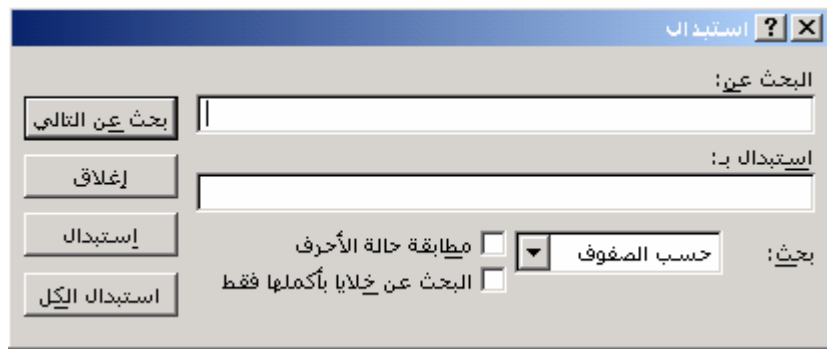 استبدال
البحث عن:
بحث عن التالي
استبدال بـ:
إغلاق
بحث:
حسب الصفوف
مطابقة حالة الأحرف
إستبدال
البحث عن خلايا بأكملها فقط
استبدال الكل